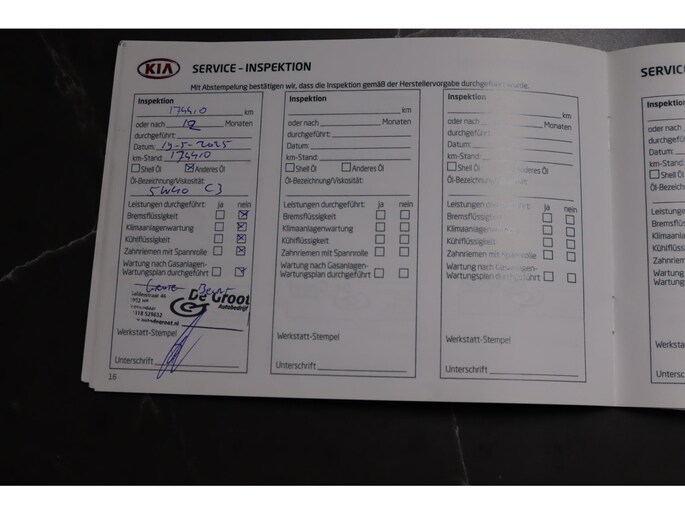 KIA SERVICE – INSPEKTION
Mit Abstempelung bestätigen wir, dass die Inspektion gemäß der Herstellervorgabe durchgeführt wurde.
Inspektion
174410 km
oder nach 12 Monaten
durchgeführt:
Datum: 19-5-2025
km-Stand: 174410
Shell Öl Anderes Öl
Öl-Bezeichnung/Viskosität:
5W40 C3
Leistungen durchgeführt: ja nein
Bremsflüssigkeit
Klimaanlagenwartung
Kühlflüssigkeit
Zahnriemen mit Spannrolle
Wartung nach Gasanlagen-
Wartungsplan durchgeführt
Grote Beurt
De Groot
Autobedrijf
Werkstatt-Stempel
Unterschrift
16
Inspektion
km
oder nach Monaten
durchgeführt:
Datum:
km-Stand:
Shell Öl Anderes Öl
Öl-Bezeichnung/Viskosität:
Leistungen durchgeführt: ja nein
Bremsflüssigkeit
Klimaanlagenwartung
Kühlflüssigkeit
Zahnriemen mit Spannrolle
Wartung nach Gasanlagen-
Wartungsplan durchgeführt
Werkstatt-Stempel
Unterschrift
Inspektion
km
oder nach Monaten
durchgeführt:
Datum:
km-Stand:
Shell Öl Anderes Öl
Öl-Bezeichnung/Viskosität:
Leistungen durchgeführt: ja nein
Bremsflüssigkeit
Klimaanlagenwartung
Kühlflüssigkeit
Zahnriemen mit Spannrolle
Wartung nach Gasanlagen-
Wartungsplan durchgeführt
Werkstatt-Stempel
Unterschrift